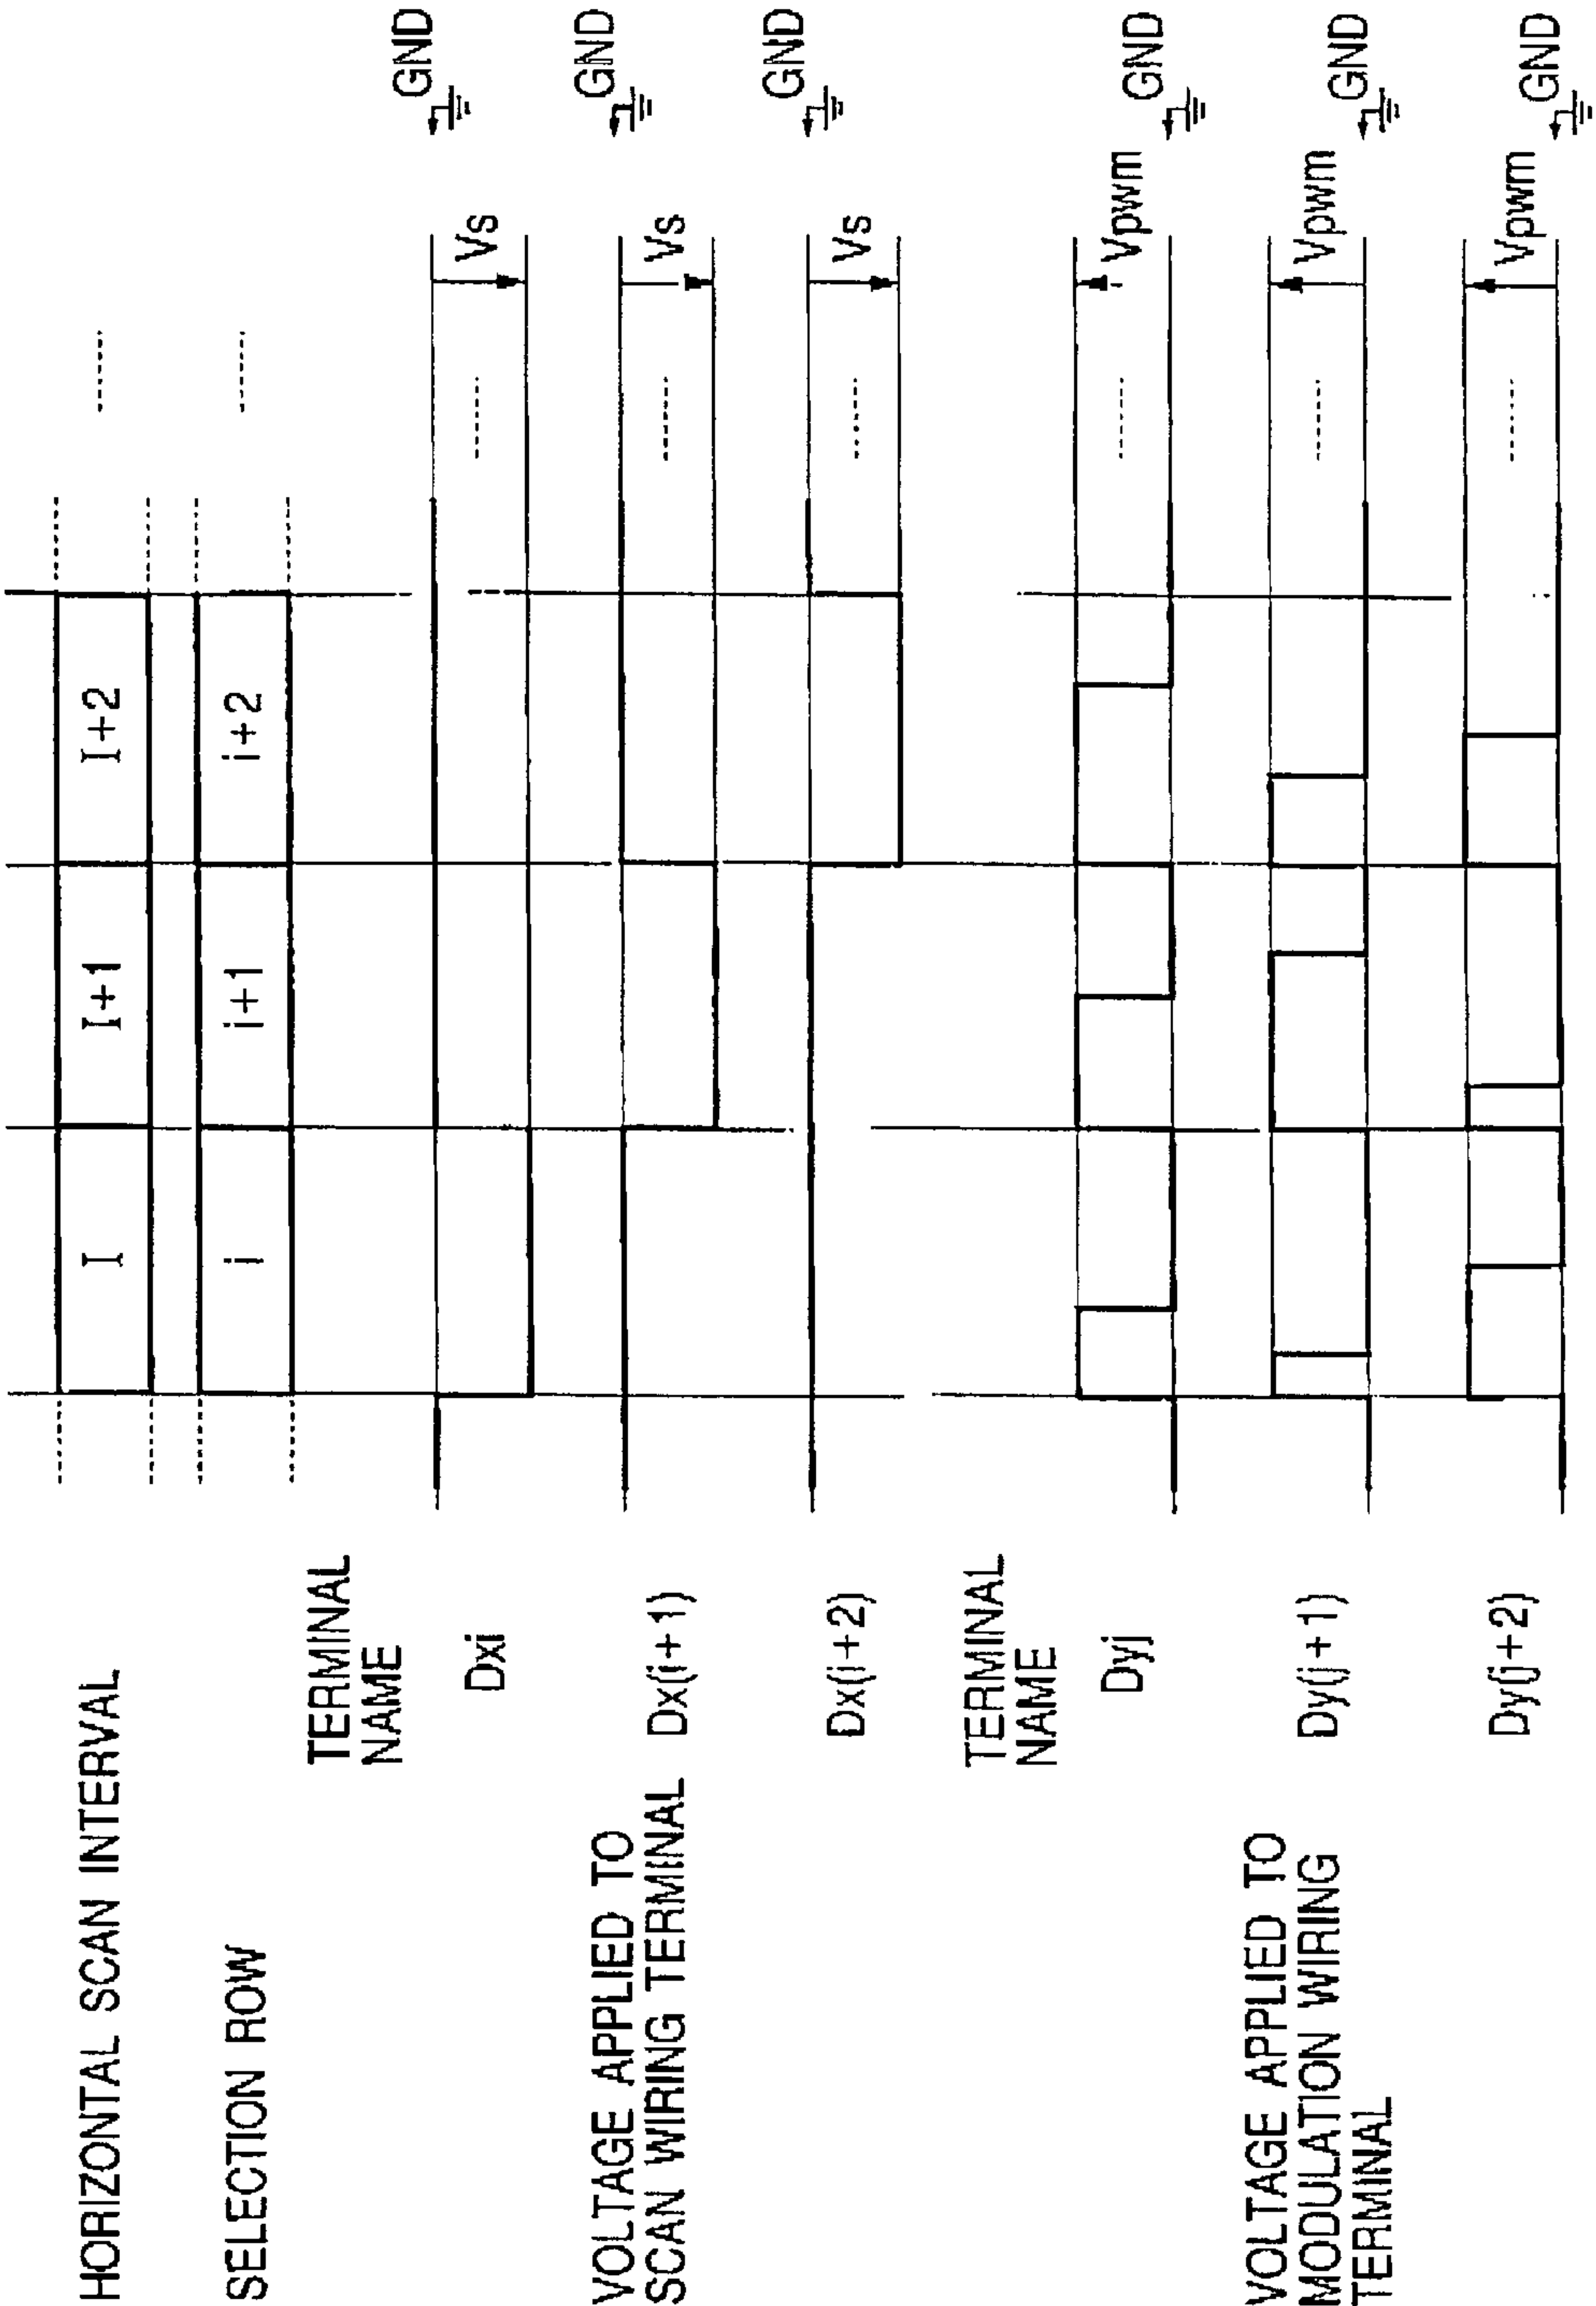 HORIZONTAL SCAN INTERVAL
I
I+1
I+2
SELECTION ROW
i
i+1
i+2
TERMINAL
NAME
VOLTAGE APPLIED TO
SCAN WIRING TERMINAL
Dxi
Vs
GND
Dx(i+1)
Vs
GND
Dx(i+2)
Vs
GND
TERMINAL
NAME
VOLTAGE APPLIED TO
MODULATION WIRING
TERMINAL
Dyj
Vpwm
GND
Dy(j+1)
Vpwm
GND
Dy(j+2)
Vpwm
GND